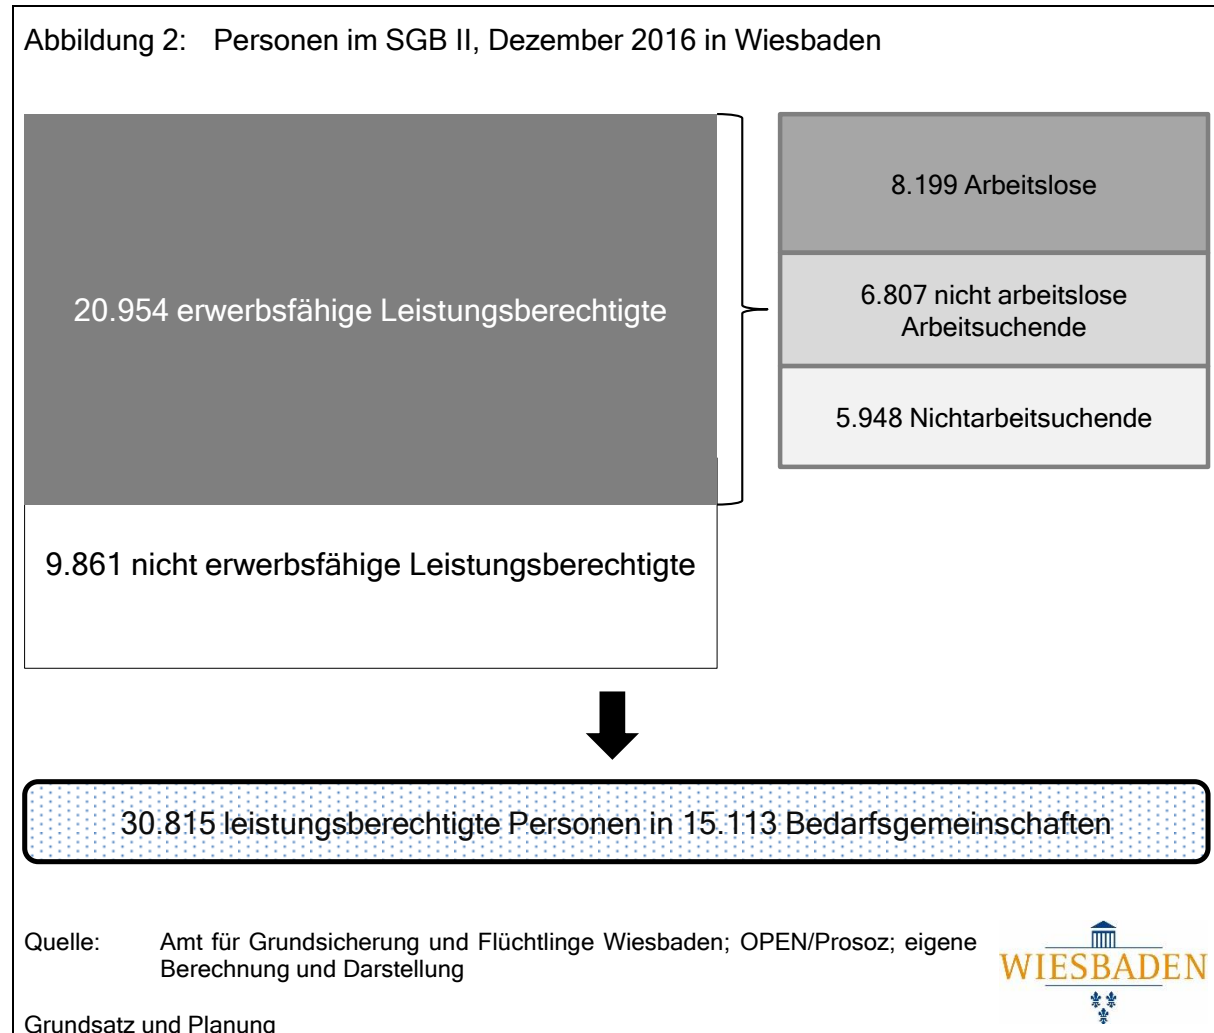 Abbildung 2: Personen im SGB II, Dezember 2016 in Wiesbaden
20.954 erwerbsfähige Leistungsberechtigte
8.199 Arbeitslose
6.807 nicht arbeitslose
Arbeitsuchende
5.948 Nichtarbeitsuchende
9.861 nicht erwerbsfähige Leistungsberechtigte
30.815 leistungsberechtigte Personen in 15.113 Bedarfsgemeinschaften
Quelle: Amt für Grundsicherung und Flüchtlinge Wiesbaden; OPEN/Prosoz; eigene
Berechnung und Darstellung
WIESBADEN
Grundsatz und Planung